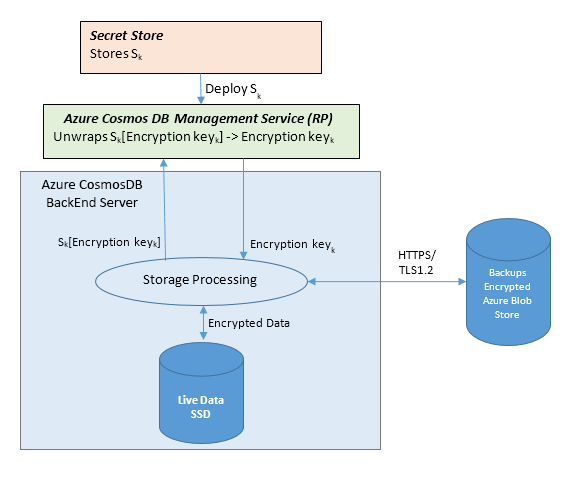 Secret Store
Stores Sk
Deploy Sk
Azure Cosmos DB Management Service (RP)
Unwraps Sk[Encryption keyk] -> Encryption keyk
Azure CosmosDB
BackEnd Server
Sk[Encryption keyk]
Encryption keyk
HTTPS/
TLS1.2
Storage Processing
Backups
Encrypted
Azure Blob
Store
Encrypted Data
Live Data
SSD